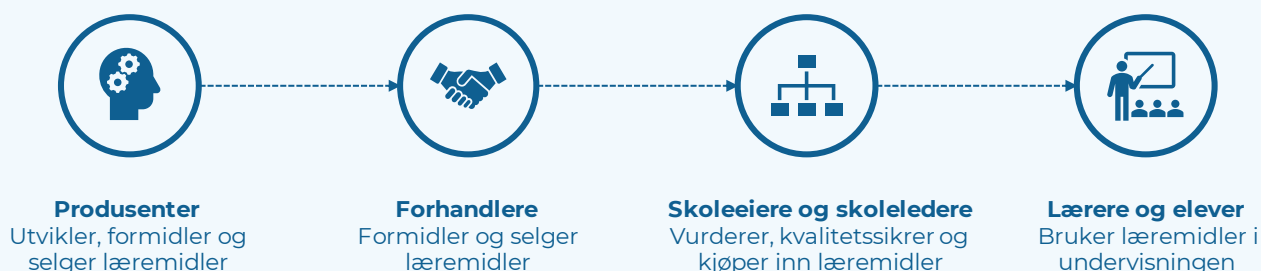 Produsenter
Utvikler, formidler og
selger læremidler
Forhandlere
Formidler og selger
læremidler
Skoleeiere og skoleledere
Vurderer, kvalitetssikrer og
kjøper inn læremidler
Lærere og elever
Bruker læremidler i
undervisningen